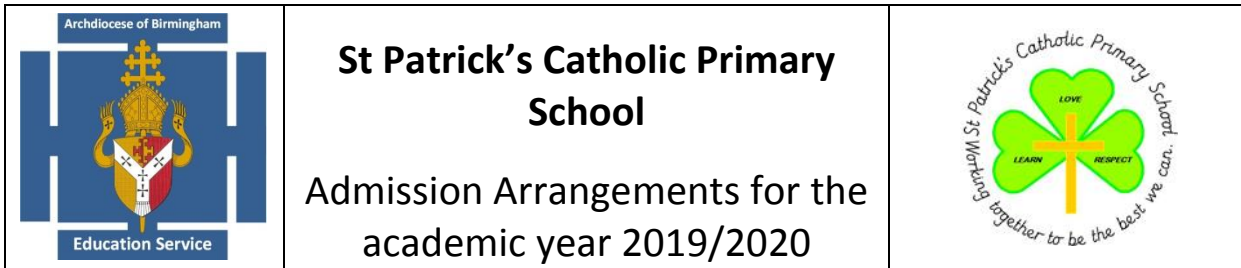 Archdiocese of Birmingham
Education Service
St Patrick’s Catholic Primary
School
Admission Arrangements for the
academic year 2019/2020
St Patrick's Catholic Primary School
Working together to be the best we can.
LOVE
LEARN
RESPECT